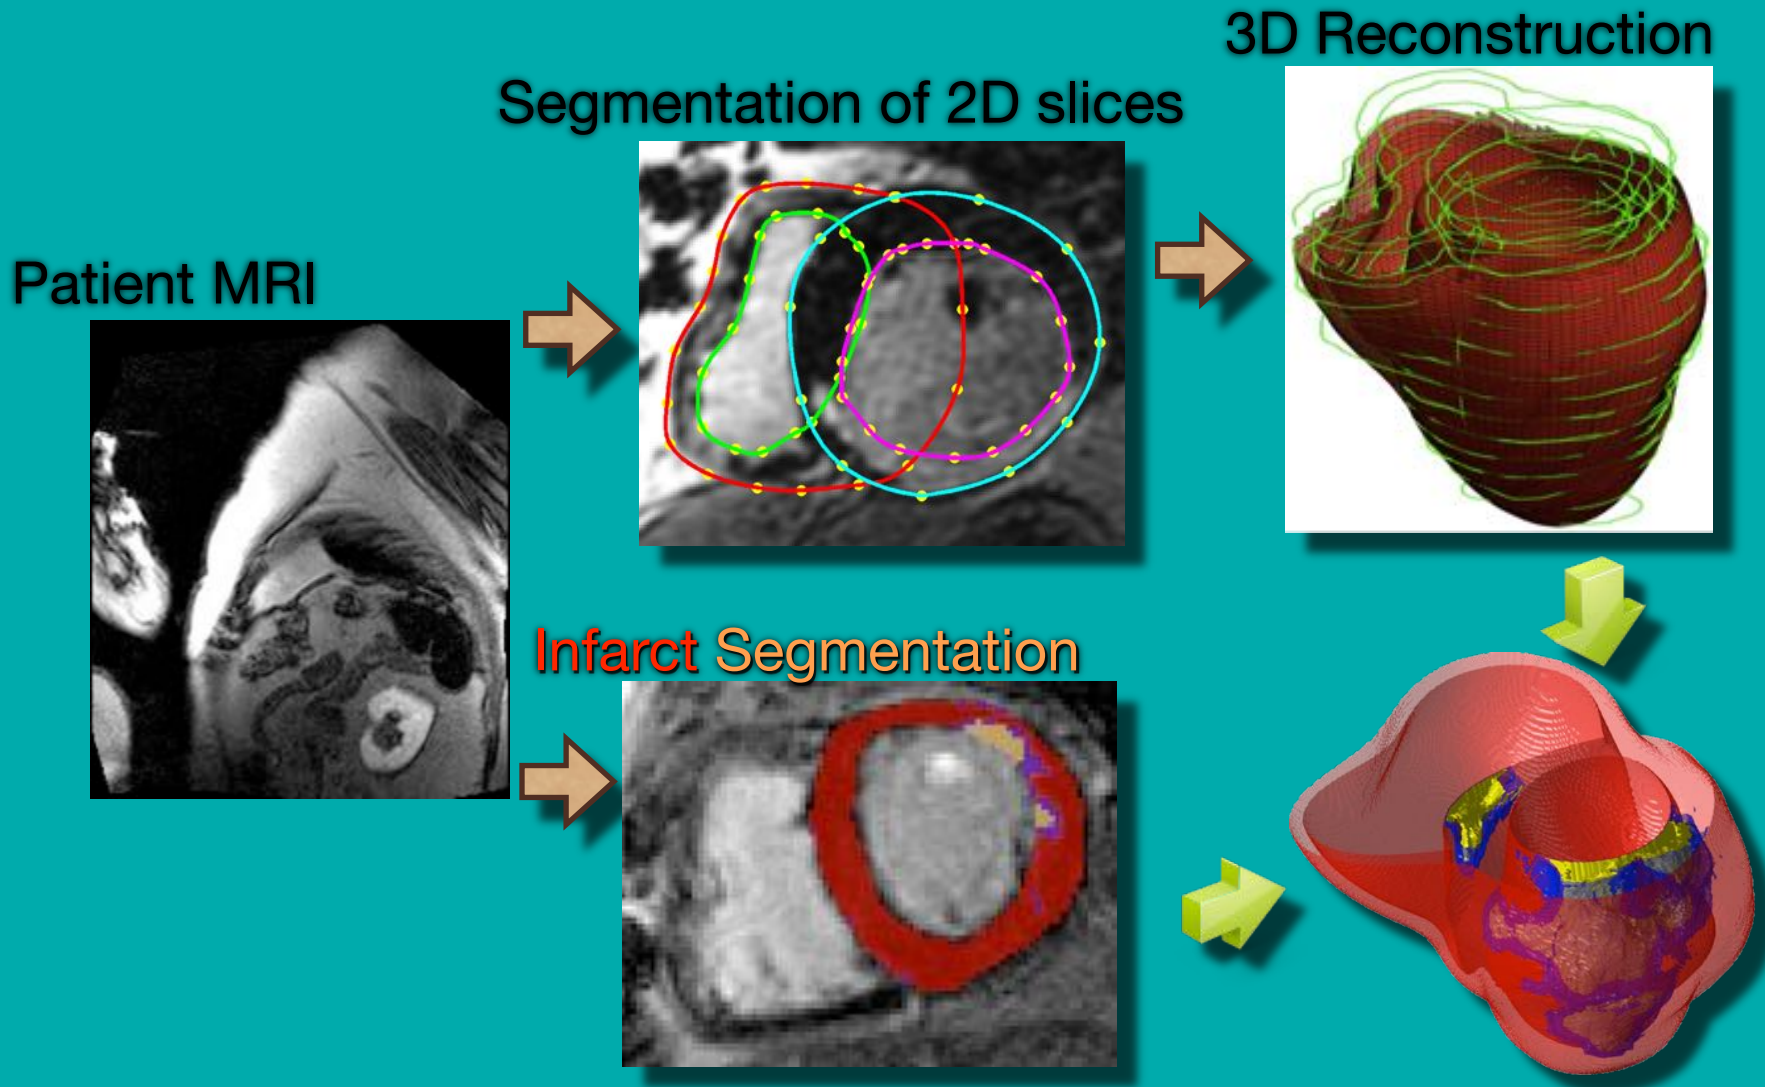 3D Reconstruction
Segmentation of 2D slices
Patient MRI
Infarct Segmentation